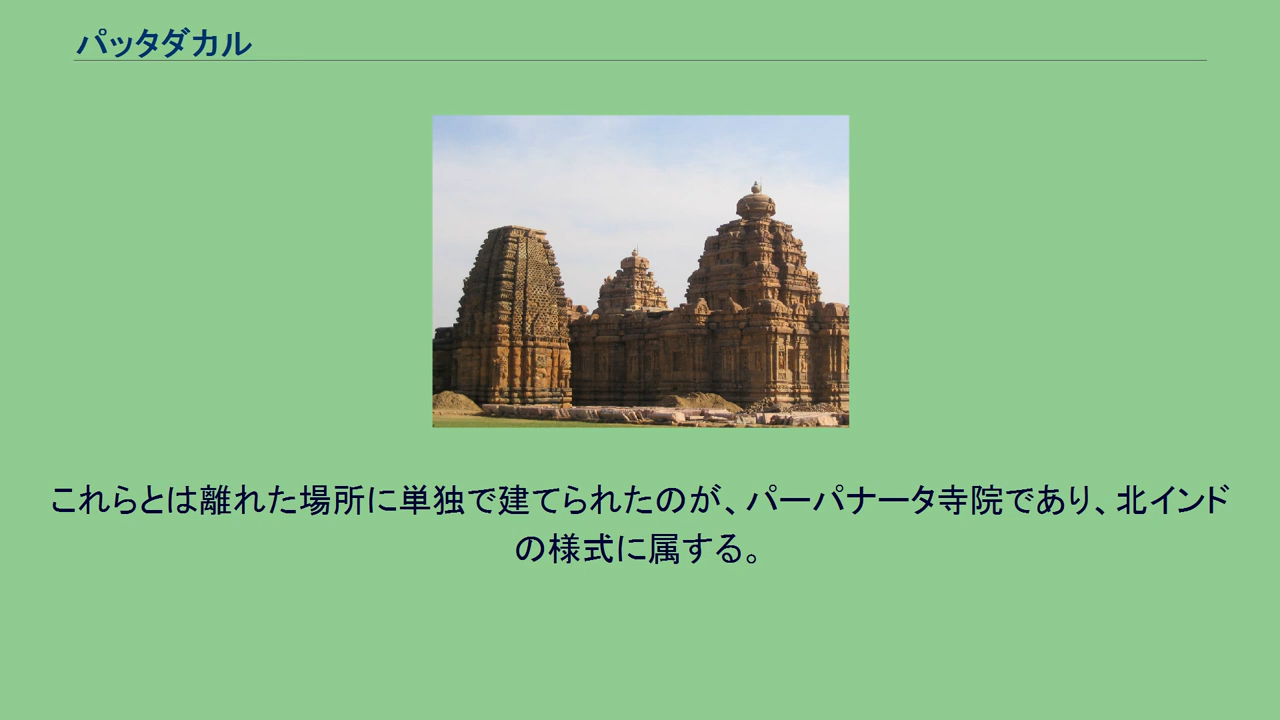 パッタダカル
これらとは離れた場所に単独で建てられたのが、パーパナータ寺院であり、北インド
の様式に属する。